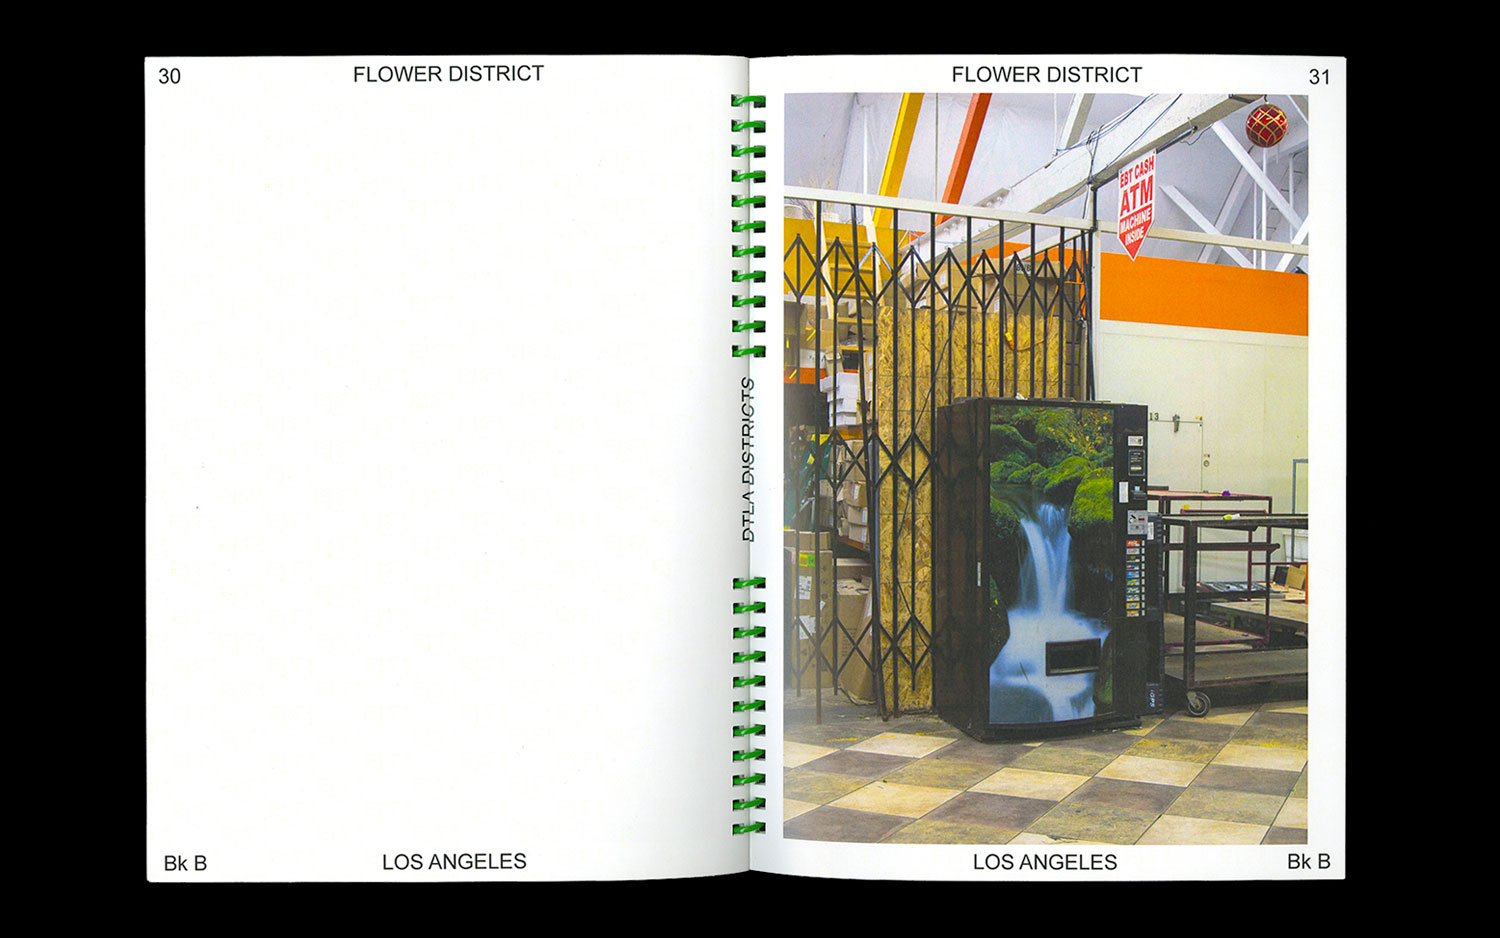 30
FLOWER DISTRICT
FLOWER DISTRICT
31
EBT CASH
ATM
MACHINE
INSIDE
DTLA DISTRICTS
13
Bk B
LOS ANGELES
LOS ANGELES
Bk B